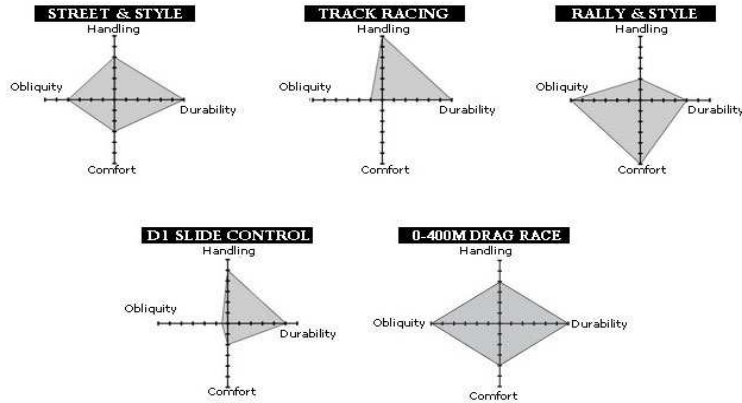 STREET & STYLE
Handling
Obliquity
Durability
Comfort
TRACK RACING
Handling
Obliquity
Durability
Comfort
RALLY & STYLE
Handling
Obliquity
Durability
Comfort
D1 SLIDE CONTROL
Handling
Obliquity
Durability
Comfort
0-400M DRAG RACE
Handling
Obliquity
Durability
Comfort